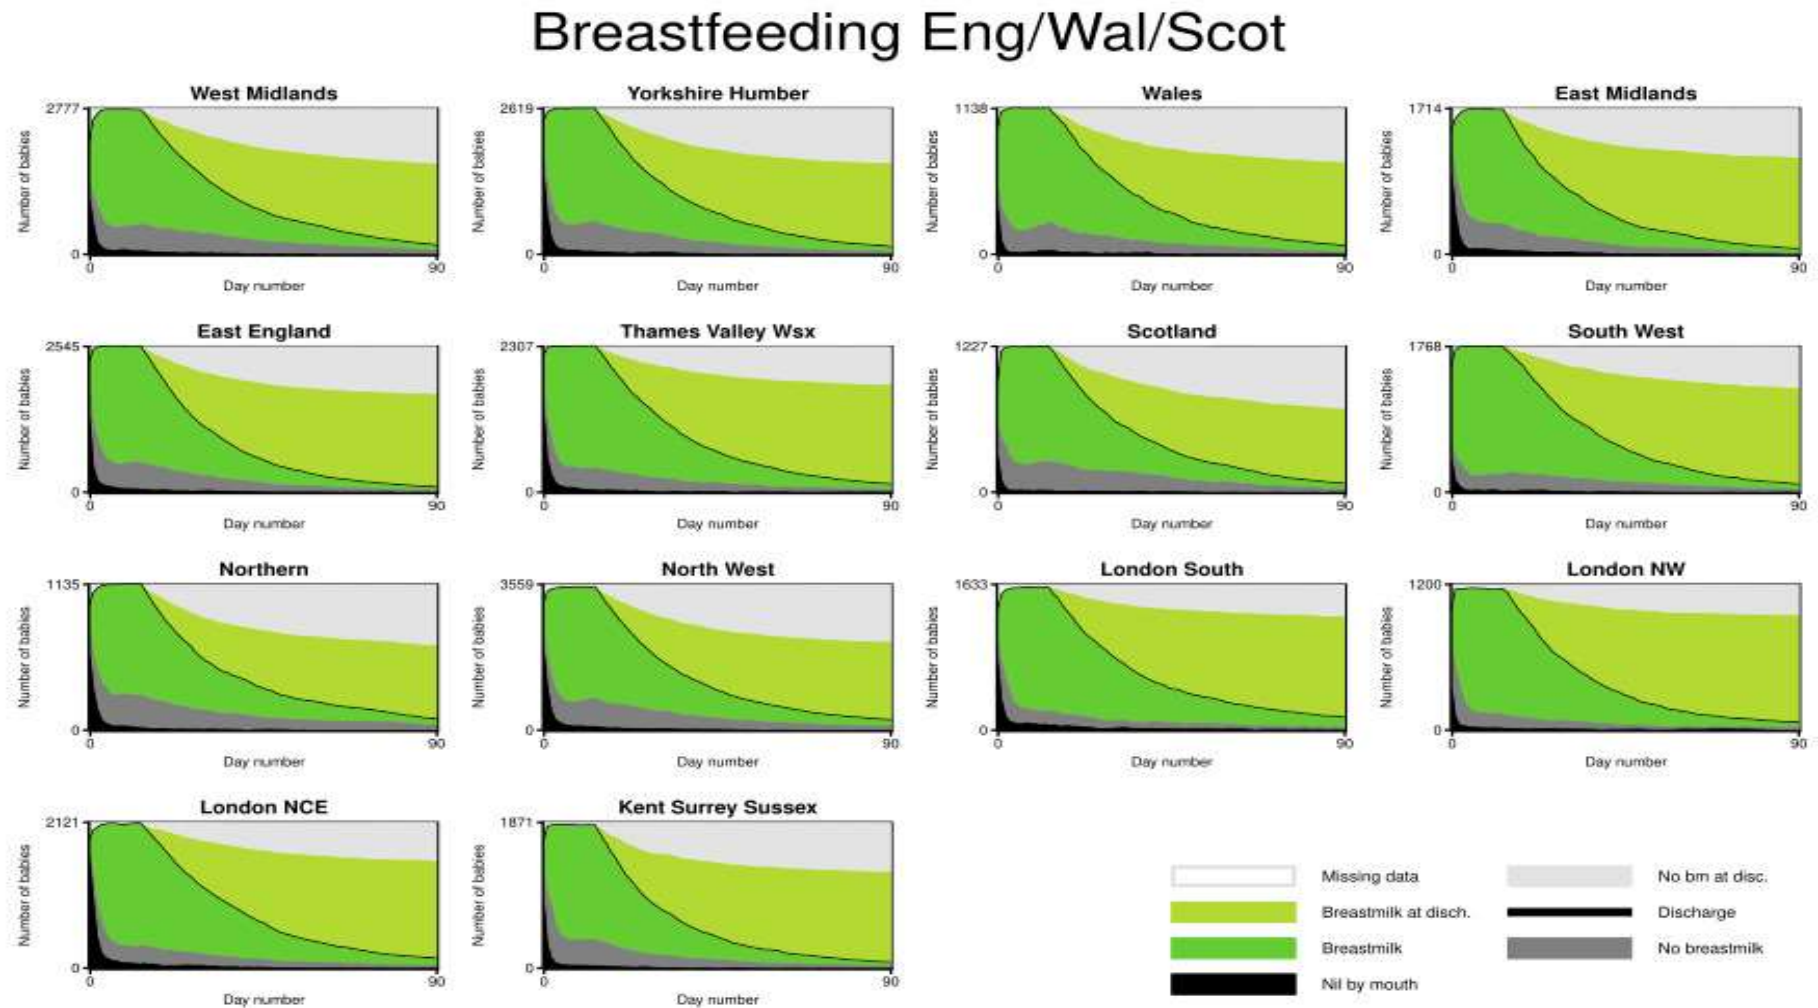 Breastfeeding Eng/Wal/Scot
West Midlands
2777
Number of babies
0
0
90
Day number
Yorkshire Humber
2619
Number of babies
0
0
90
Day number
Wales
1138
Number of babies
0
0
90
Day number
East Midlands
1714
Number of babies
0
0
90
Day number
East England
2545
Number of babies
0
0
90
Day number
Thames Valley Wsx
2307
Number of babies
0
0
90
Day number
Scotland
1227
Number of babies
0
0
90
Day number
South West
1768
Number of babies
0
0
90
Day number
Northern
1135
Number of babies
0
0
90
Day number
North West
3559
Number of babies
0
0
90
Day number
London South
1633
Number of babies
0
0
90
Day number
London NW
1200
Number of babies
0
0
90
Day number
London NCE
2121
Number of babies
0
0
90
Day number
Kent Surrey Sussex
1871
Number of babies
0
0
90
Day number
Missing data
Breastmilk at disch.
Breastmilk
Nil by mouth
No bm at disc.
Discharge
No breastmilk